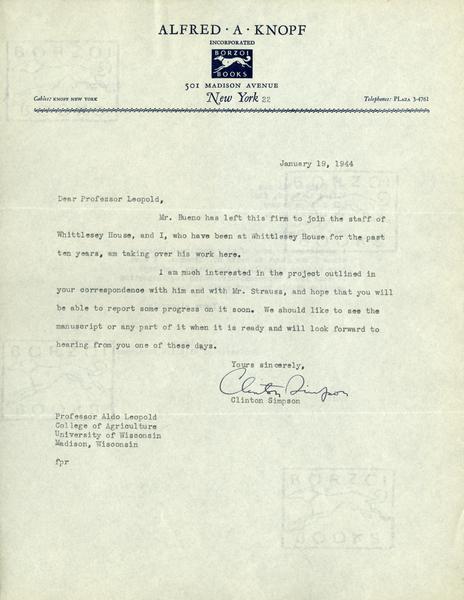 ALFRED · A · KNOPF
INCORPORATED
BORZOI
BOOKS
501 MADISON AVENUE
Cables: KNOPF NEW YORK New York 22 Telephone: PLAZA 3-4761
January 19, 1944
Dear Professor Leopold,
Mr. Bueno has left this firm to join the staff of
Whittlesey House, and I, who have been at Whittlesey House for the past
ten years, am taking over his work here.
I am much interested in the project outlined in
your correspondence with him and with Mr. Strauss, and hope that you will
be able to report some progress on it soon. We should like to see the
manuscript or any part of it when it is ready and will look forward to
hearing from you one of these days.
Yours sincerely,
Clinton Simpson
Clinton Simpson
Professor Aldo Leopold
College of Agriculture
University of Wisconsin
Madison, Wisconsin
fpr
BORZOI
BOOKS